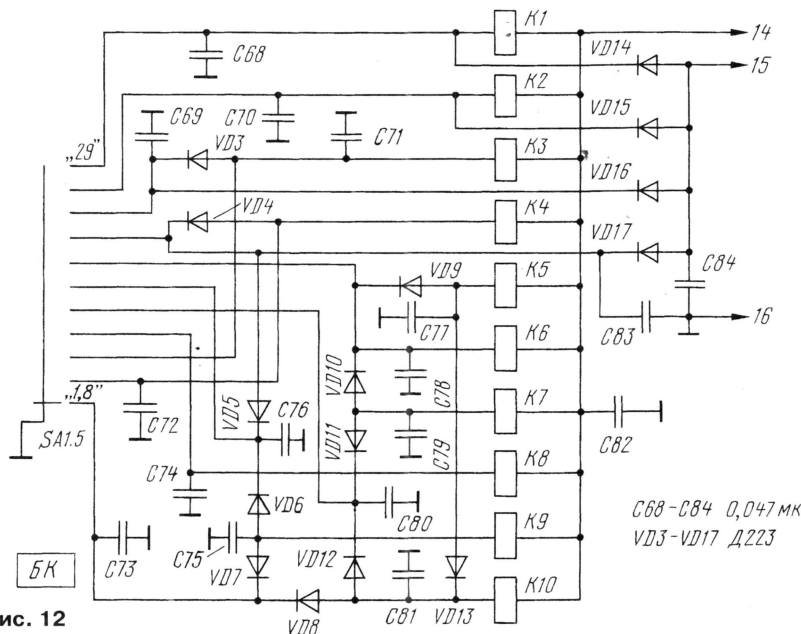 K1
14
C68
VD14
15
K2
C69
C70
C71
VD15
VD3
„29"
K3
VD16
VD4
K4
VD17
C84
VD9
K5
C77
C83
16
K6
VD10
C78
„1,8"
VD5
C76
K7
C72
VD11
C79
C82
SA1.5
K8
C74
VD6
C80
C68–C84 0,047 мк
VD3–VD17 Д223
C75
K9
C73
VD7
VD12
БК
K10
VD8
C81
VD13
ис. 12